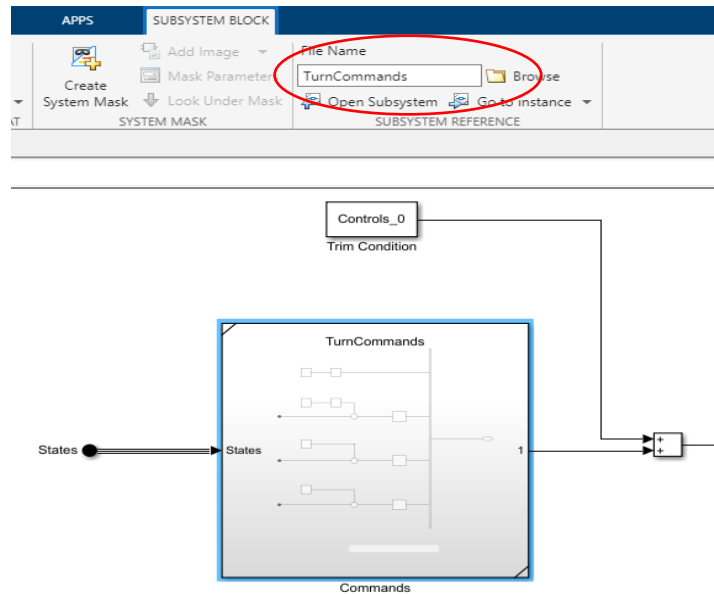 APPS
SUBSYSTEM BLOCK
Create
System Mask
Add Image
Mask Parameter
Look Under Mask
SYSTEM MASK
File Name
TurnCommands
Browse
Open Subsystem
Go to instance
SUBSYSTEM REFERENCE
Controls_0
Trim Condition
TurnCommands
States
States
1
+
+
Commands